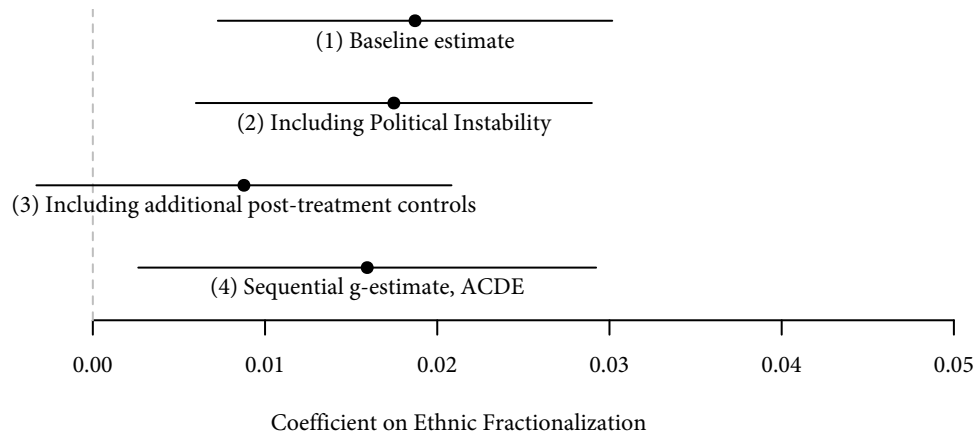 (1) Baseline estimate
(2) Including Political Instability
(3) Including additional post-treatment controls
(4) Sequential g-estimate, ACDE
0.00 0.01 0.02 0.03 0.04 0.05
Coefficient on Ethnic Fractionalization